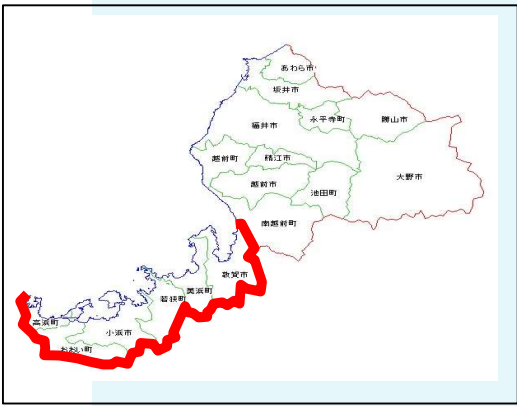 あわら市
坂井市
福井市
永平寺町
勝山市
越前町
鯖江市
大野市
越前市
池田町
南越前町
敦賀市
美浜町
若狭町
高浜町
小浜市
おおい町